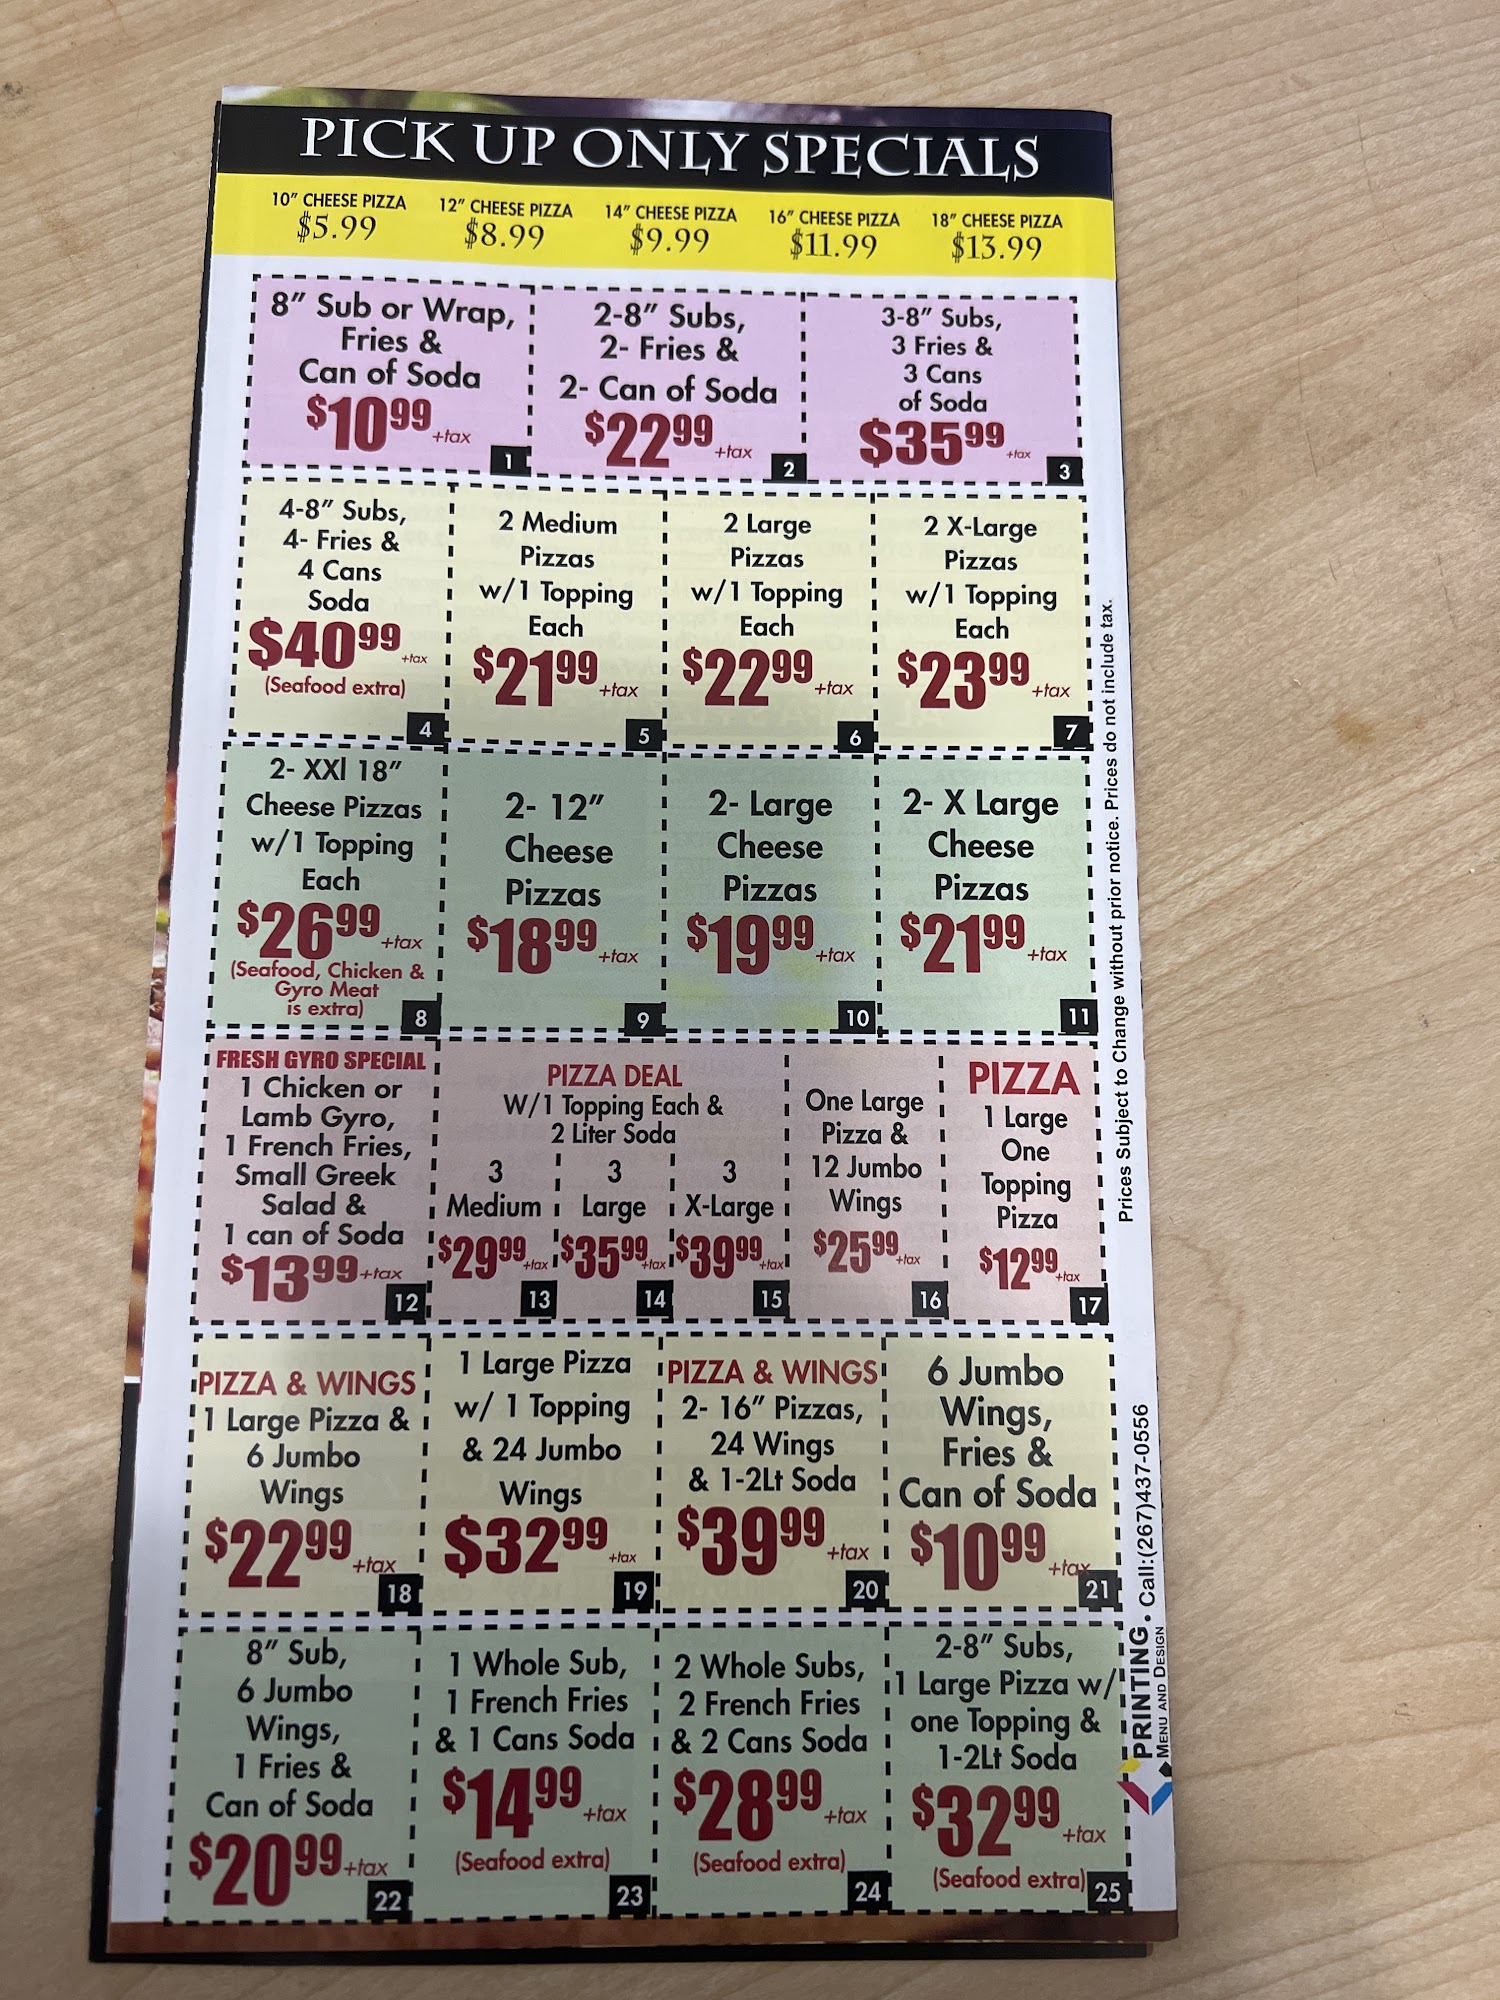 PICK UP ONLY SPECIALS
10" CHEESE PIZZA
$5.99
12" CHEESE PIZZA
$8.99
14" CHEESE PIZZA
$9.99
16" CHEESE PIZZA
$11.99
18" CHEESE PIZZA
$13.99
8" Sub or Wrap,
Fries &
Can of Soda
$10.99 +tax
1
2-8" Subs,
2- Fries &
2- Can of Soda
$22.99 +tax
2
3-8" Subs,
3 Fries &
3 Cans
of Soda
$35.99 +tax
3
4-8" Subs,
4- Fries &
4 Cans
Soda
$40.99 +tax
(Seafood extra)
4
2 Medium
Pizzas
w/1 Topping
Each
$21.99 +tax
5
2 Large
Pizzas
w/1 Topping
Each
$22.99 +tax
6
2 X-Large
Pizzas
w/1 Topping
Each
$23.99 +tax
7
2- XXl 18"
Cheese Pizzas
w/1 Topping
Each
$26.99 +tax
(Seafood, Chicken &
Gyro Meat
is extra)
8
2- 12"
Cheese
Pizzas
$18.99 +tax
9
2- Large
Cheese
Pizzas
$19.99 +tax
10
2- X Large
Cheese
Pizzas
$21.99 +tax
11
FRESH GYRO SPECIAL
1 Chicken or
Lamb Gyro,
1 French Fries,
Small Greek
Salad &
1 can of Soda
$13.99 +tax
12
PIZZA DEAL
W/1 Topping Each &
2 Liter Soda
3
Medium
$29.99 +tax
13
3
Large
$35.99 +tax
14
3
X-Large
$39.99 +tax
15
One Large
Pizza &
12 Jumbo
Wings
$25.99 +tax
16
PIZZA
1 Large
One
Topping
Pizza
$12.99 +tax
17
PIZZA & WINGS
1 Large Pizza &
6 Jumbo
Wings
$22.99 +tax
18
1 Large Pizza
w/ 1 Topping
& 24 Jumbo
Wings
$32.99 +tax
19
PIZZA & WINGS
2- 16" Pizzas,
24 Wings
& 1-2Lt Soda
$39.99 +tax
20
6 Jumbo
Wings,
Fries &
Can of Soda
$10.99 +tax
21
8" Sub,
6 Jumbo
Wings,
1 Fries &
Can of Soda
$20.99 +tax
22
1 Whole Sub,
1 French Fries
& 1 Cans Soda
$14.99 +tax
(Seafood extra)
23
2 Whole Subs,
2 French Fries
& 2 Cans Soda
$28.99 +tax
(Seafood extra)
24
2-8" Subs,
1 Large Pizza w/
one Topping &
1-2Lt Soda
$32.99 +tax
(Seafood extra)
25
Prices Subject to Change without prior notice. Prices do not include tax.
PRINTING • Call:(267)437-0556
MENU AND DESIGN